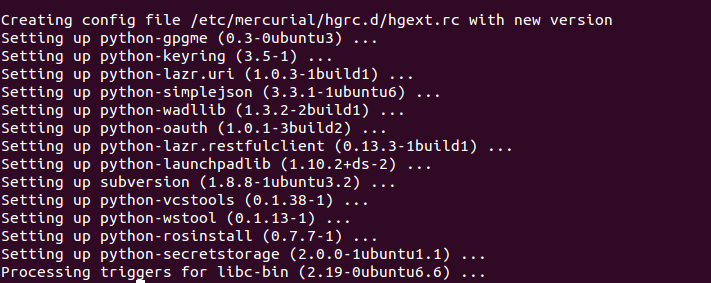 Creating config file /etc/mercurial/hgrc.d/hgext.rc with new version
Setting up python-gpgme (0.3-0ubuntu3) ...
Setting up python-keyring (3.5-1) ...
Setting up python-lazr.uri (1.0.3-1build1) ...
Setting up python-simplejson (3.3.1-1ubuntu6) ...
Setting up python-wadllib (1.3.2-2build1) ...
Setting up python-oauth (1.0.1-3build2) ...
Setting up python-lazr.restfulclient (0.13.3-1build1) ...
Setting up python-launchpadlib (1.10.2+ds-2) ...
Setting up subversion (1.8.8-1ubuntu3.2) ...
Setting up python-vcstools (0.1.38-1) ...
Setting up python-wstool (0.1.13-1) ...
Setting up python-rosinstall (0.7.7-1) ...
Setting up python-secretstorage (2.0.0-1ubuntu1.1) ...
Processing triggers for libc-bin (2.19-0ubuntu6.6) ...